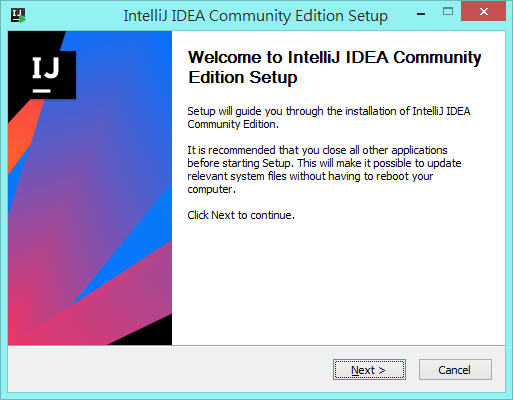 IntelliJ IDEA Community Edition Setup
IJ
Welcome to IntelliJ IDEA Community
Edition Setup
Setup will guide you through the installation of IntelliJ IDEA
Community Edition.
It is recommended that you close all other applications
before starting Setup. This will make it possible to update
relevant system files without having to reboot your
computer.
Click Next to continue.
Next >
Cancel